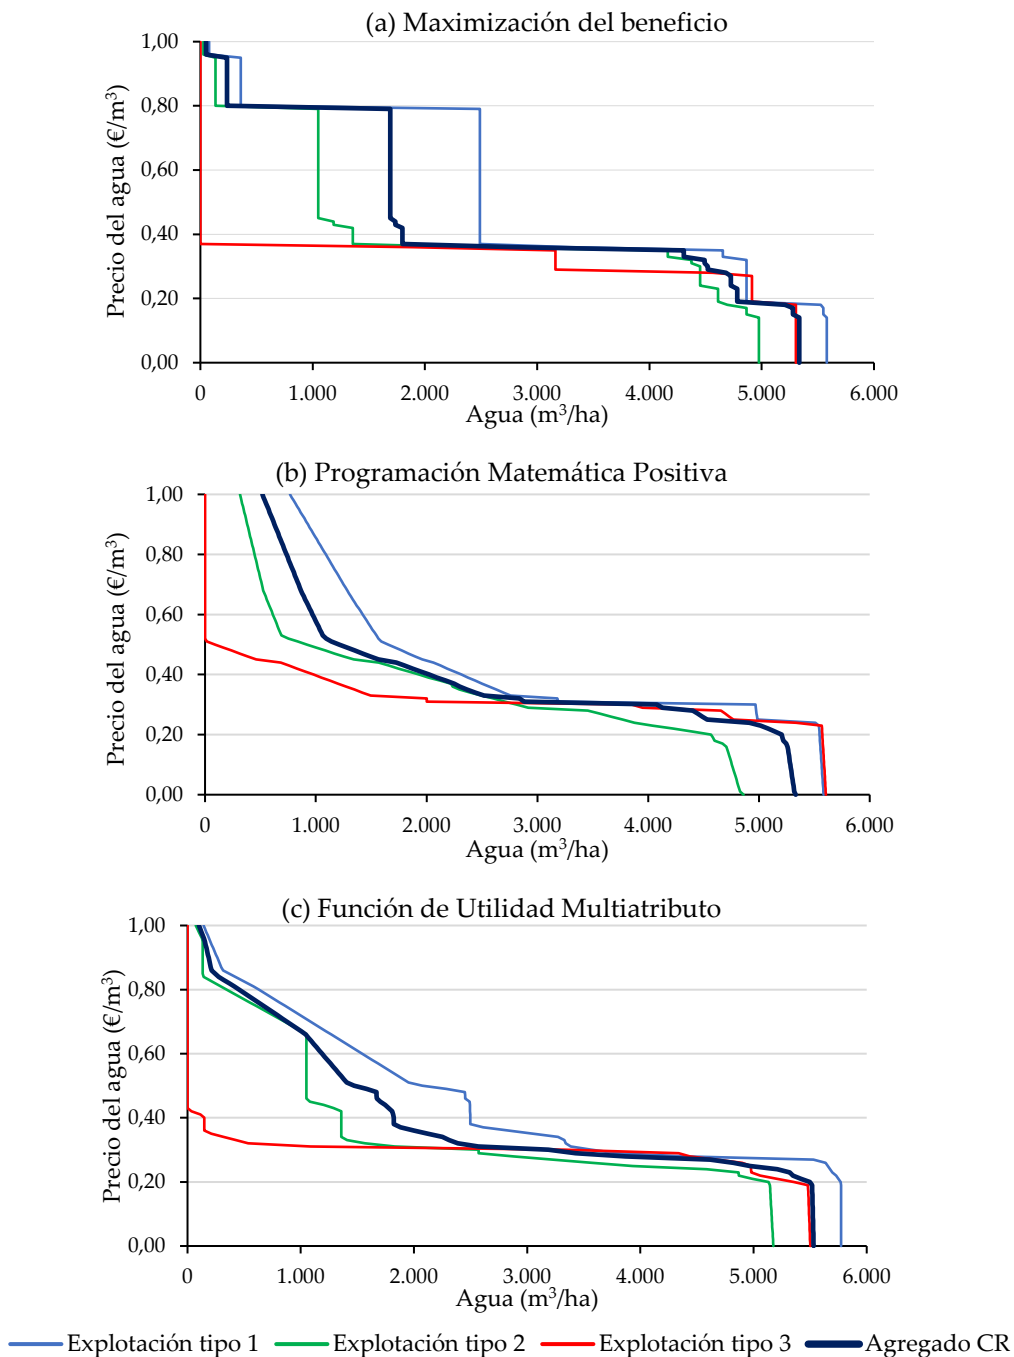 (a) Maximización del beneficio
Precio del agua (€/m³)
1,00
0,80
0,60
0,40
0,20
0,00
0 1.000 2.000 3.000 4.000 5.000 6.000
Agua (m³/ha)
(b) Programación Matemática Positiva
Precio del agua (€/m³)
1,00
0,80
0,60
0,40
0,20
0,00
0 1.000 2.000 3.000 4.000 5.000 6.000
Agua (m³/ha)
(c) Función de Utilidad Multiatributo
Precio del agua (€/m³)
1,00
0,80
0,60
0,40
0,20
0,00
0 1.000 2.000 3.000 4.000 5.000 6.000
Agua (m³/ha)
Explotación tipo 1 Explotación tipo 2 Explotación tipo 3 Agregado CR